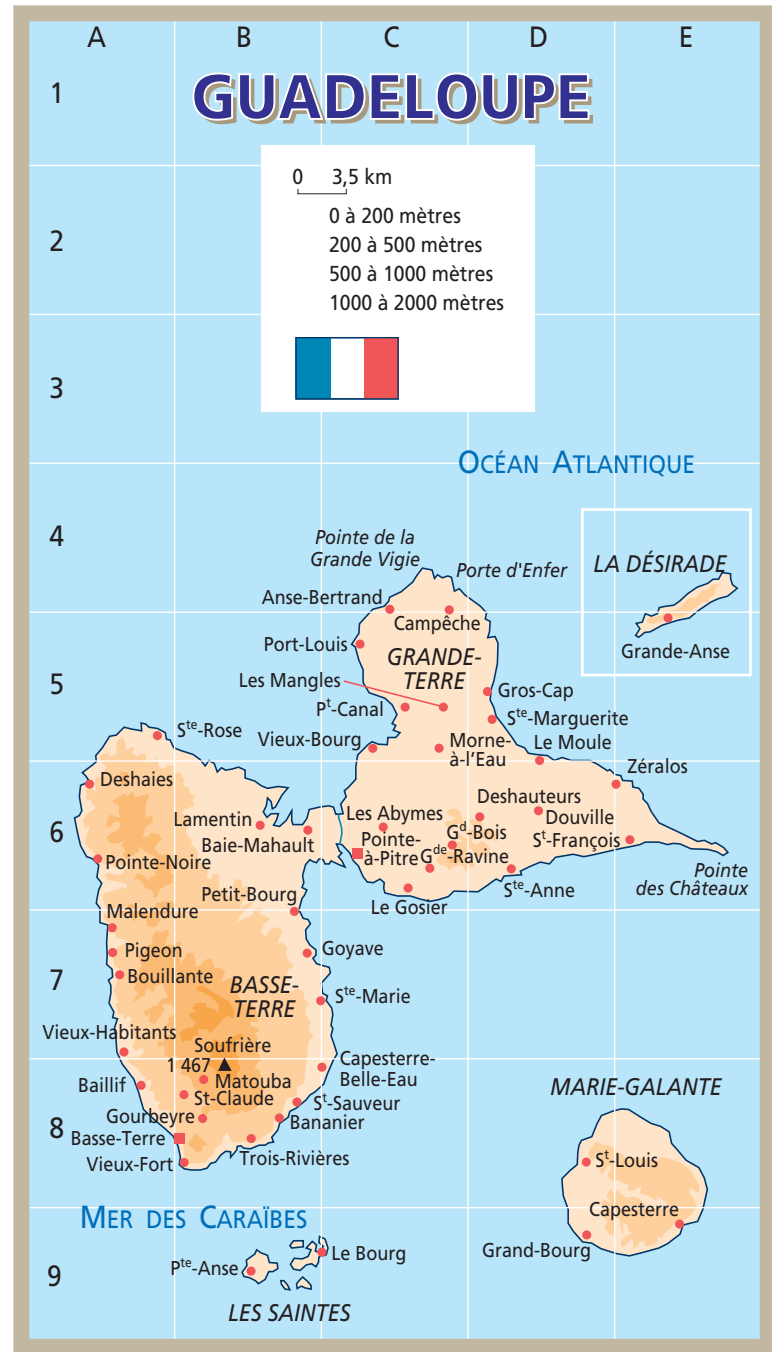 A B C D E
1
GUADELOUPE
0 3,5 km
0 à 200 mètres
2
200 à 500 mètres
500 à 1000 mètres
1000 à 2000 mètres
3
OCÉAN ATLANTIQUE
4
Pointe de la
Grande Vigie
Porte d'Enfer
LA DÉSIRADE
Anse-Bertrand
Campêche
Port-Louis
Grande-Anse
GRANDE-
TERRE
5
Les Mangles
Gros-Cap
Pt-Canal
Ste-Marguerite
Ste-Rose
Vieux-Bourg
Morne-
à-l'Eau
Le Moule
Zéralos
Deshaies
Deshauteurs
Lamentin
Les Abymes
Douville
6
Baie-Mahault
Pointe-
à-Pitre
Gd-Bois
St-François
Gde-Ravine
Pointe-Noire
Pointe
des Châteaux
Ste-Anne
Petit-Bourg
Le Gosier
Malendure
Pigeon
Goyave
7
Bouillante
BASSE-
TERRE
Ste-Marie
Vieux-Habitants
Soufrière
1 467
Capesterre-
Belle-Eau
Baillif
Matouba
MARIE-GALANTE
St-Claude
St-Sauveur
Gourbeyre
Bananier
8
Basse-Terre
Trois-Rivières
Vieux-Fort
St-Louis
MER DES CARAÏBES
Capesterre
Le Bourg
Grand-Bourg
Pte-Anse
9
LES SAINTES